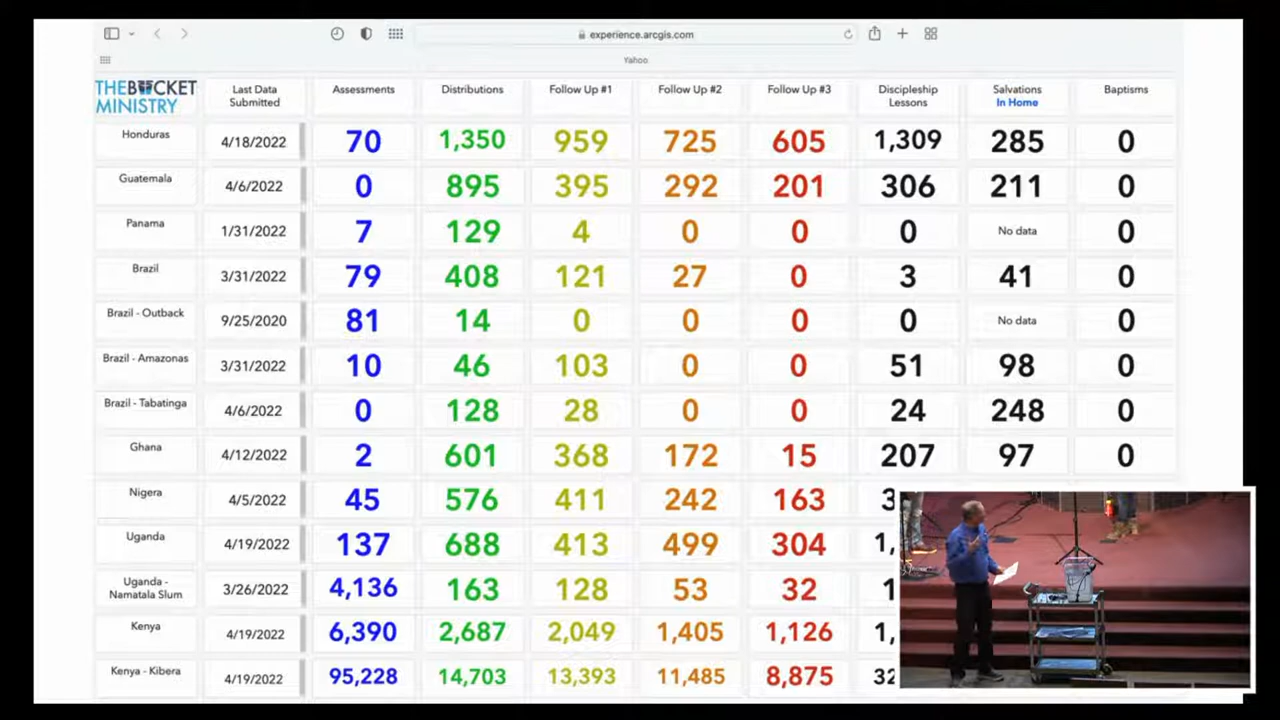 experience.arcgis.com
Yahoo
THEBUCKET MINISTRY Last Data Submitted Assessments Distributions Follow Up #1 Follow Up #2 Follow Up #3 Discipleship Lessons Salvations In Home Baptisms
Honduras 4/18/2022 70 1,350 959 725 605 1,309 285 0
Guatemala 4/6/2022 0 895 395 292 201 306 211 0
Panama 1/31/2022 7 129 4 0 0 0 No data 0
Brazil 3/31/2022 79 408 121 27 0 3 41 0
Brazil - Outback 9/25/2020 81 14 0 0 0 0 No data 0
Brazil - Amazonas 3/31/2022 10 46 103 0 0 51 98 0
Brazil - Tabatinga 4/6/2022 0 128 28 0 0 24 248 0
Ghana 4/12/2022 2 601 368 172 15 207 97 0
Nigera 4/5/2022 45 576 411 242 163
Uganda 4/19/2022 137 688 413 499 304
Uganda - Namatala Slum 3/26/2022 4,136 163 128 53 32
Kenya 4/19/2022 6,390 2,687 2,049 1,405 1,126
Kenya - Kibera 4/19/2022 95,228 14,703 13,393 11,485 8,875